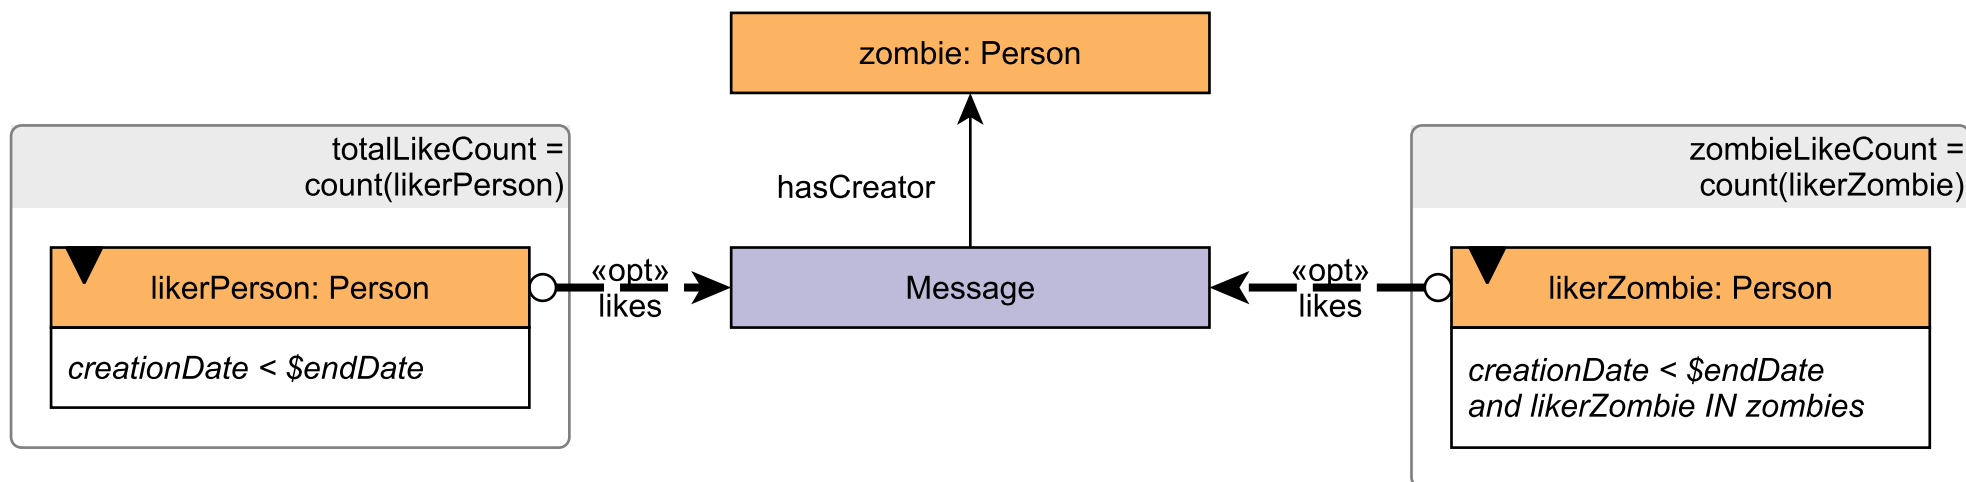 zombie: Person
totalLikeCount =
count(likerPerson)
hasCreator
zombieLikeCount =
count(likerZombie)
likerPerson: Person
creationDate < $endDate
«opt»
likes
Message
«opt»
likes
likerZombie: Person
creationDate < $endDate
and likerZombie IN zombies